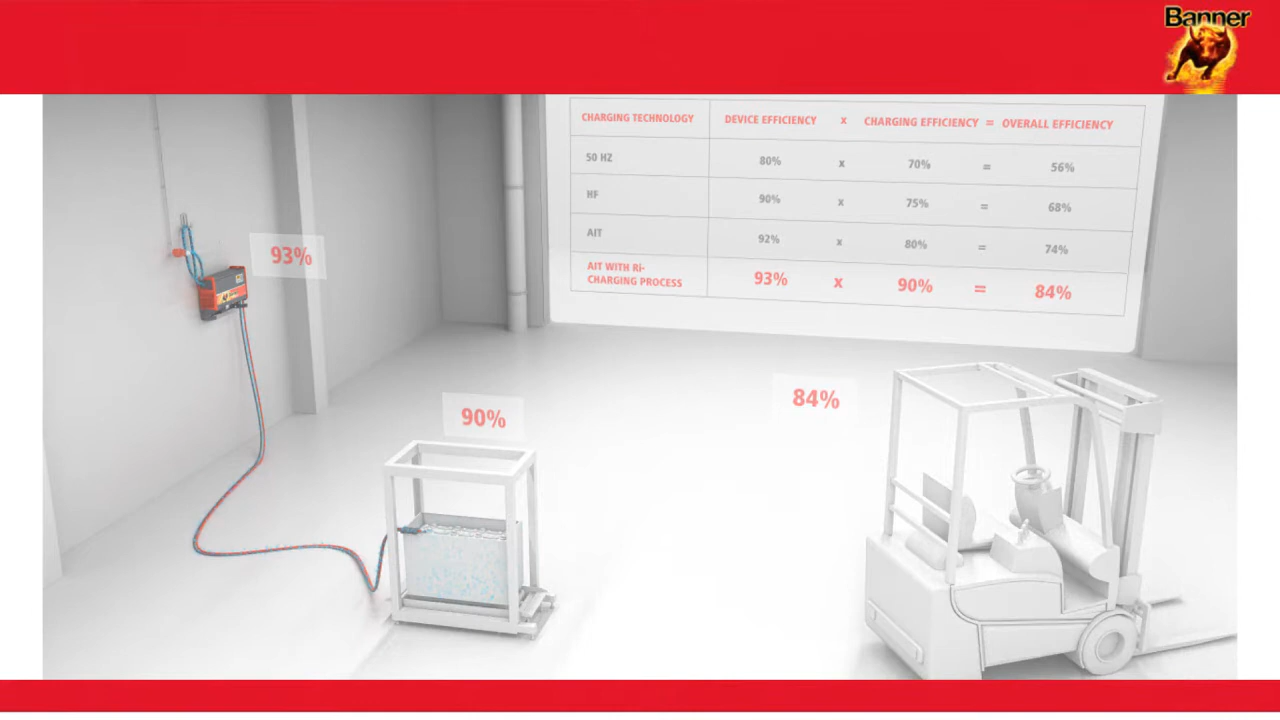 Banner
CHARGING TECHNOLOGY DEVICE EFFICIENCY x CHARGING EFFICIENCY = OVERALL EFFICIENCY
50 HZ 80% x 70% = 56%
HF 90% x 75% = 68%
AIT 92% x 80% = 74%
AIT WITH Ri-
CHARGING PROCESS 93% x 90% = 84%
93%
90%
84%